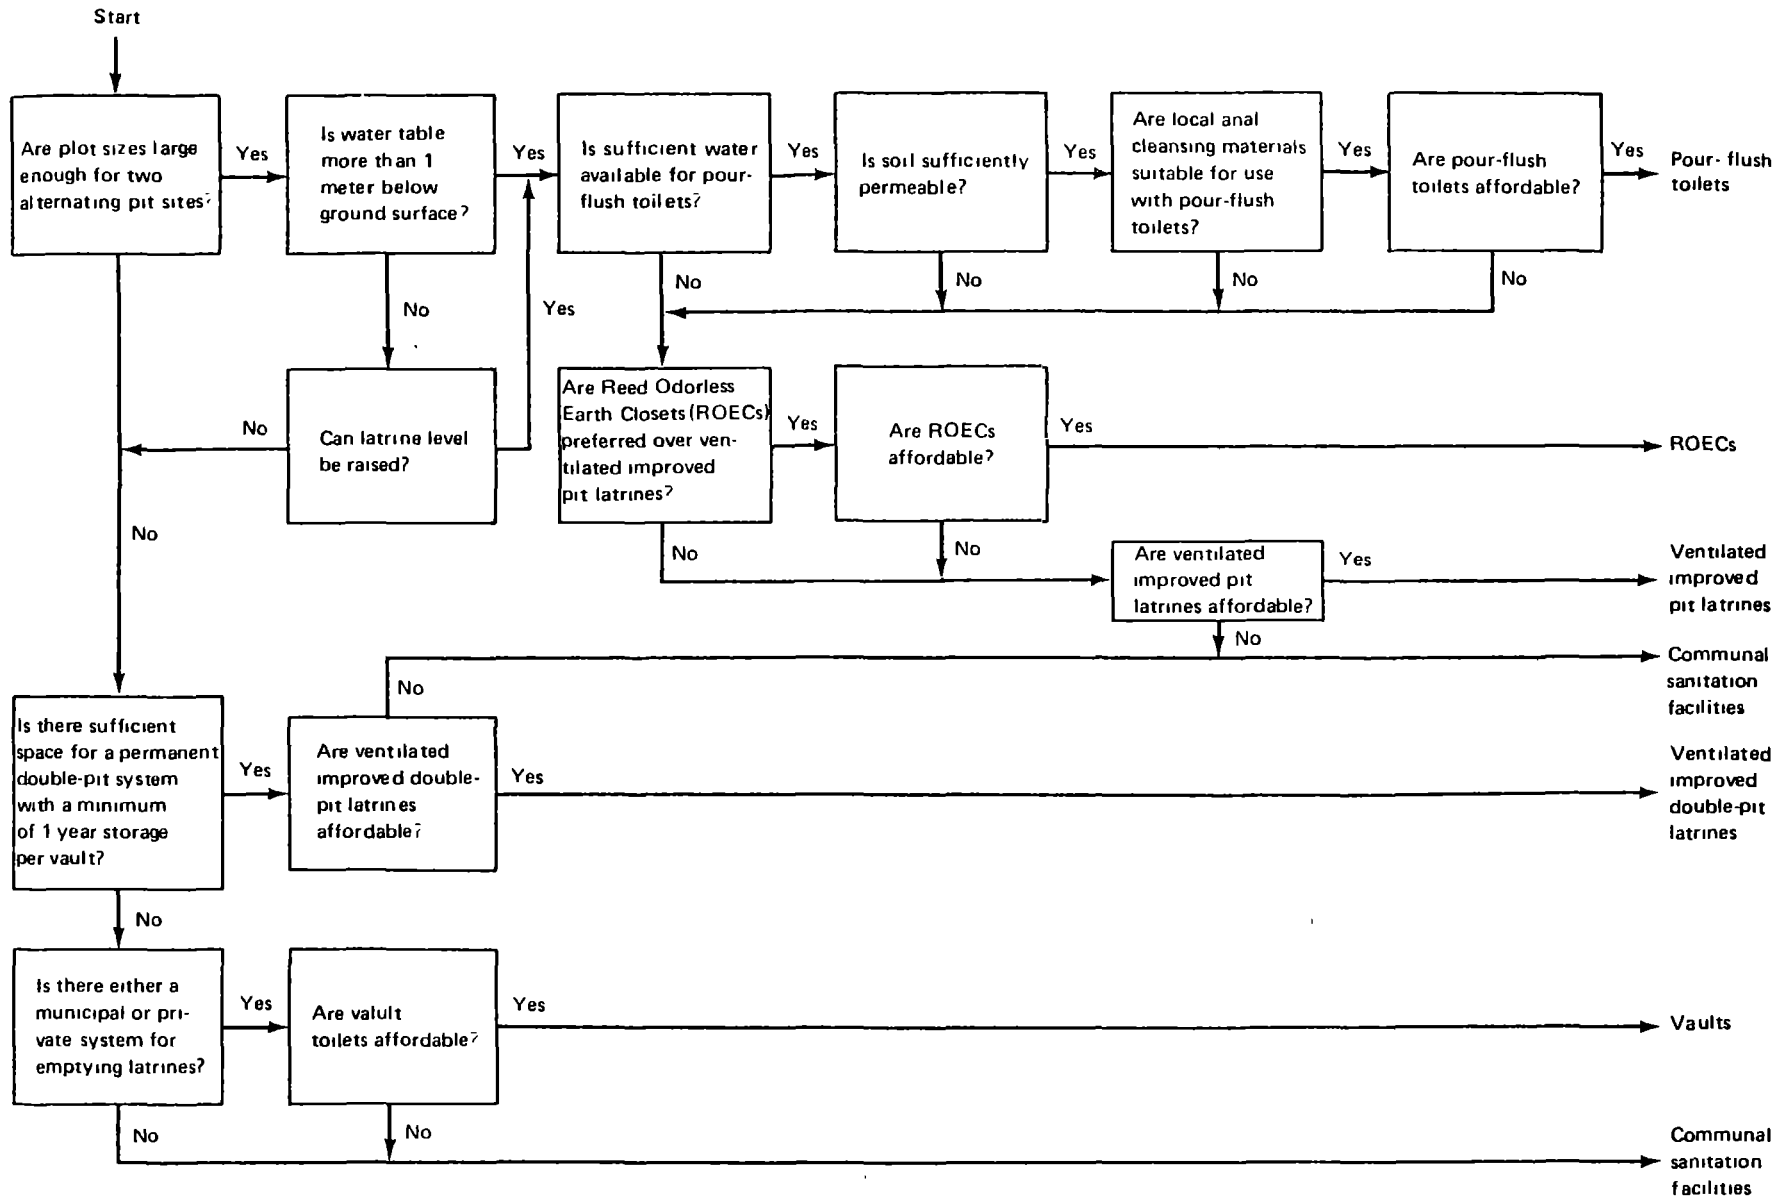 Start
Are plot sizes large
enough for two
alternating pit sites?
Yes
Is water table
more than 1
meter below
ground surface?
Yes
Is sufficient water
available for pour-
flush toilets?
Yes
Is soil sufficiently
permeable?
Yes
Are local anal
cleansing materials
suitable for use
with pour-flush
toilets?
Yes
Are pour-flush
toilets affordable?
Yes
Pour-flush
toilets
No
No
No
No
No
Yes
Can latrine level
be raised?
No
No
Are Reed Odorless
Earth Closets (ROECs)
preferred over ven-
tilated improved
pit latrines?
Yes
Are ROECs
affordable?
Yes
ROECs
No
No
Are ventilated
improved pit
latrines affordable?
Yes
Ventilated
improved
pit latrines
No
Communal
sanitation
facilities
No
Is there sufficient
space for a permanent
double-pit system
with a minimum
of 1 year storage
per vault?
Yes
Are ventilated
improved double-
pit latrines
affordable?
Yes
Ventilated
improved
double-pit
latrines
No
Is there either a
municipal or pri-
vate system for
emptying latrines?
Yes
Are valult
toilets affordable?
Yes
Vaults
No
No
Communal
sanitation
facilities